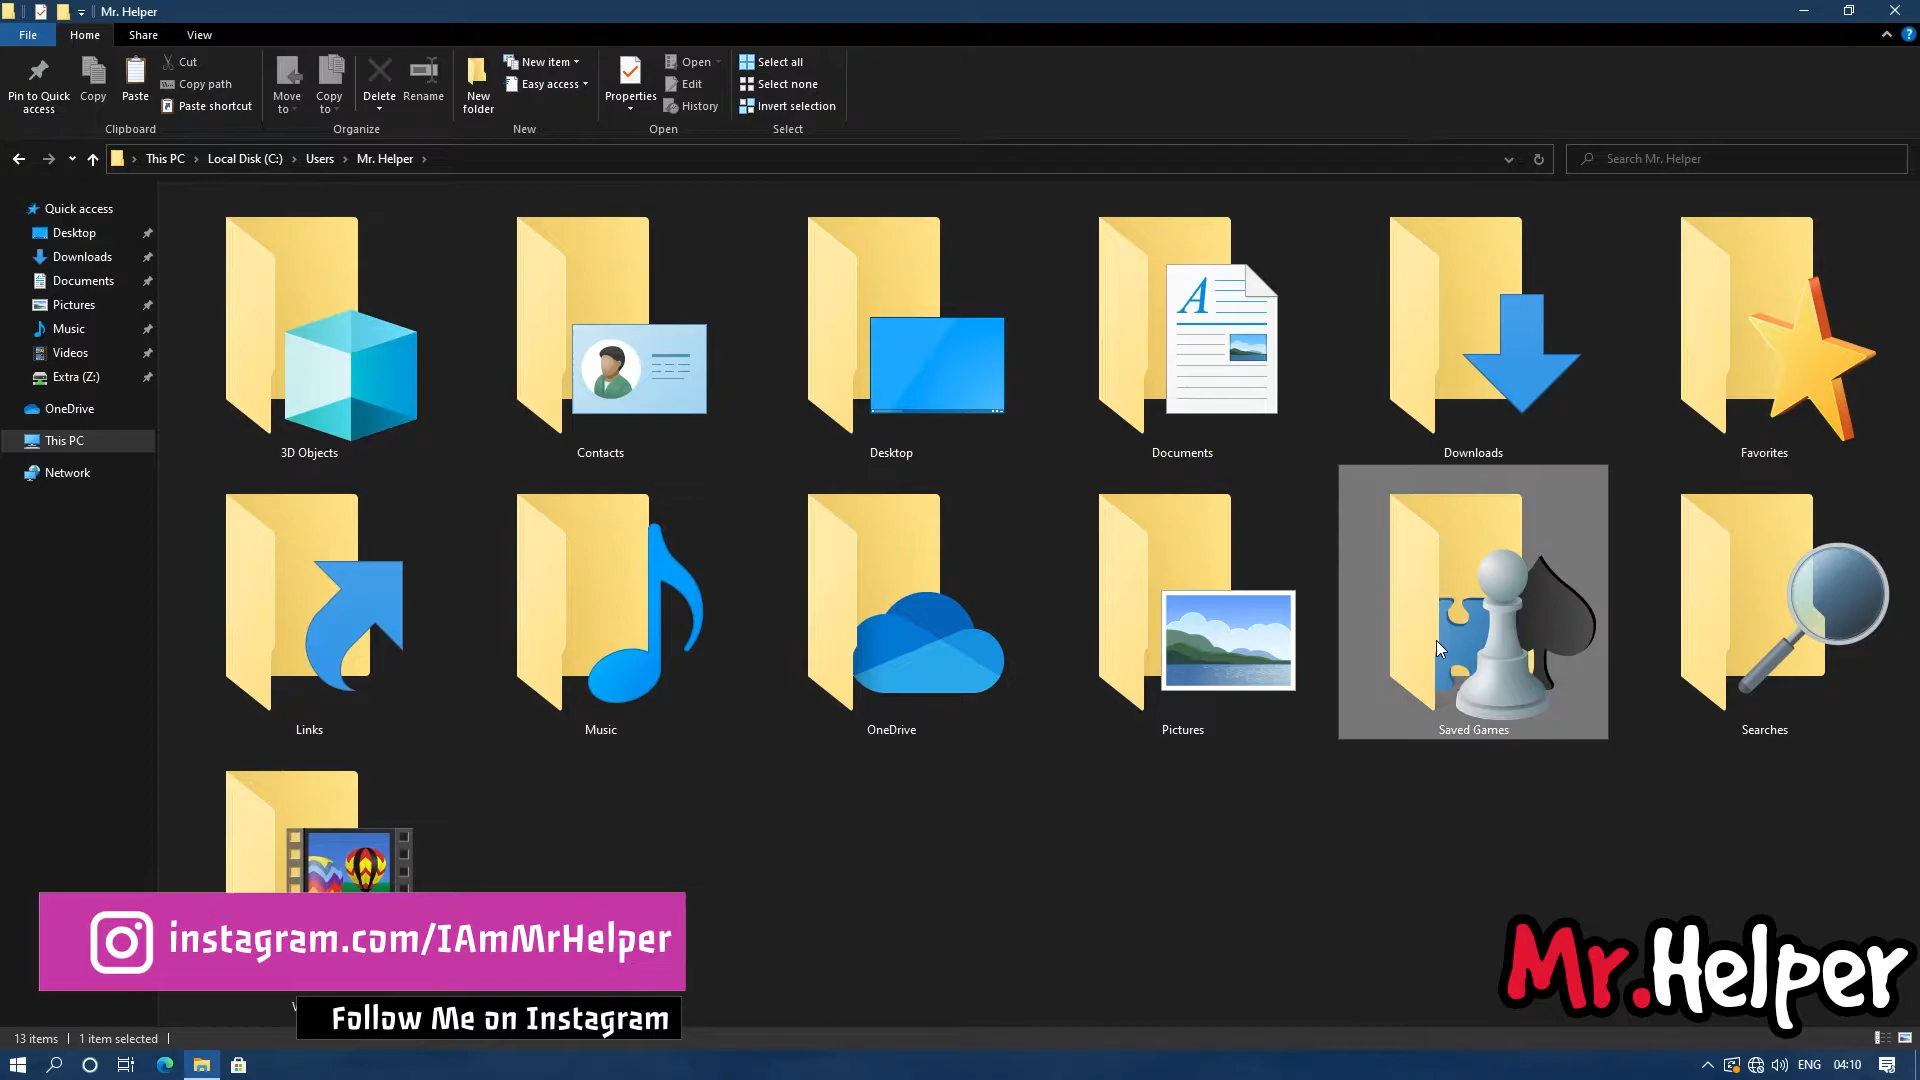 Mr. Helper
File Home Share View
Pin to Quick access
Copy
Paste
Cut
Copy path
Paste shortcut
Clipboard
Move to
Copy to
Delete
Rename
Organize
New folder
New item
Easy access
New
Properties
Open
Edit
History
Open
Select all
Select none
Invert selection
Select
This PC Local Disk (C:) Users Mr. Helper
Search Mr. Helper
Quick access
Desktop
Downloads
Documents
Pictures
Music
Videos
Extra (Z:)
OneDrive
This PC
Network
3D Objects Contacts Desktop Documents Downloads Favorites
Links Music OneDrive Pictures Saved Games Searches
instagram.com/IAmMrHelper
Follow Me on Instagram
Mr.Helper
13 items 1 item selected
ENG 04:10